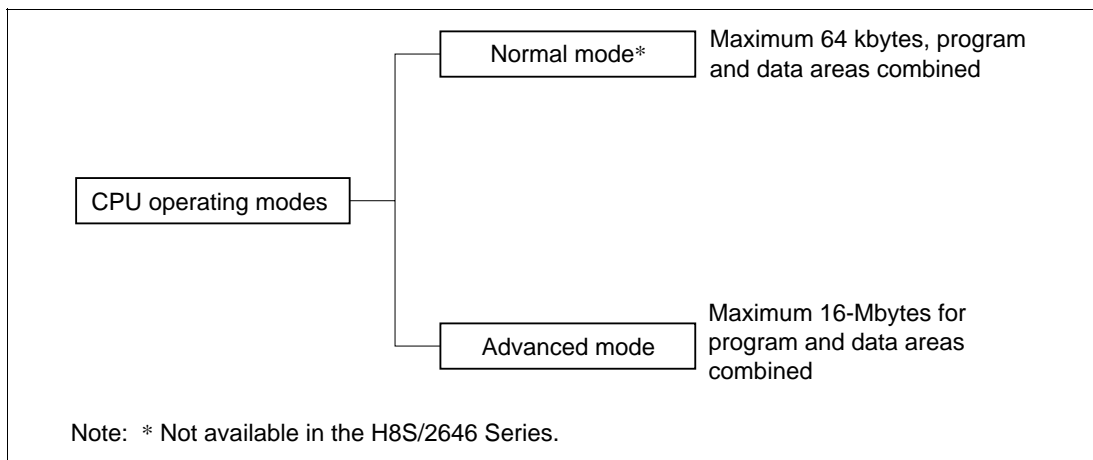 Normal mode*
Maximum 64 kbytes, program
and data areas combined
CPU operating modes
Advanced mode
Maximum 16-Mbytes for
program and data areas
combined
Note: * Not available in the H8S/2646 Series.